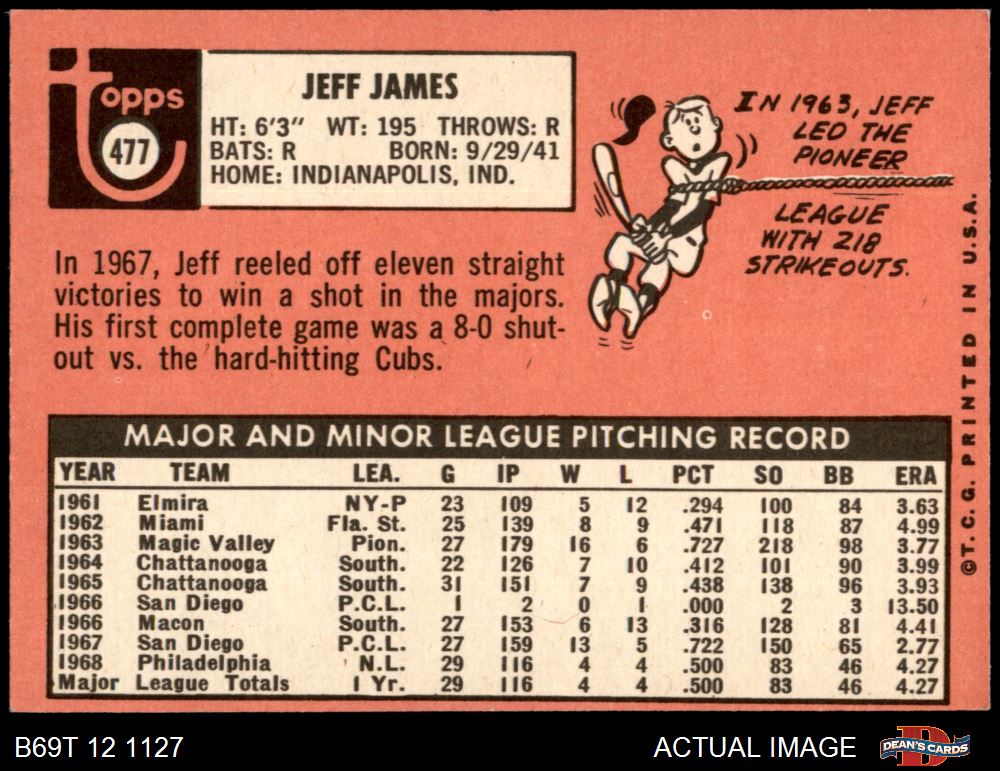 topps
477
JEFF JAMES
HT: 6'3" WT: 195 THROWS: R
BATS: R BORN: 9/29/41
HOME: INDIANAPOLIS, IND.
IN 1963, JEFF
LED THE
PIONEER
LEAGUE
WITH 218
STRIKEOUTS.
In 1967, Jeff reeled off eleven straight
victories to win a shot in the majors.
His first complete game was a 8-0 shut-
out vs. the hard-hitting Cubs.
MAJOR AND MINOR LEAGUE PITCHING RECORD
YEAR TEAM LEA. G IP W L PCT SO BB ERA
1961 Elmira NY-P 23 109 5 12 .294 100 84 3.63
1962 Miami Fla. St. 25 139 8 9 .471 118 87 4.99
1963 Magic Valley Pion. 27 179 16 6 .727 218 98 3.77
1964 Chattanooga South. 22 126 7 10 .412 101 90 3.99
1965 Chattanooga South. 31 151 7 9 .438 138 96 3.93
1966 San Diego P.C.L. 1 2 0 1 .000 2 3 13.50
1966 Macon South. 27 153 6 13 .316 128 81 4.41
1967 San Diego P.C.L. 27 159 13 5 .722 150 65 2.77
1968 Philadelphia N.L. 29 116 4 4 .500 83 46 4.27
Major League Totals 1 Yr. 29 116 4 4 .500 83 46 4.27
©T. C. G. PRINTED IN U.S.A.
B69T 12 1127
ACTUAL IMAGE
DEAN'S CARDS